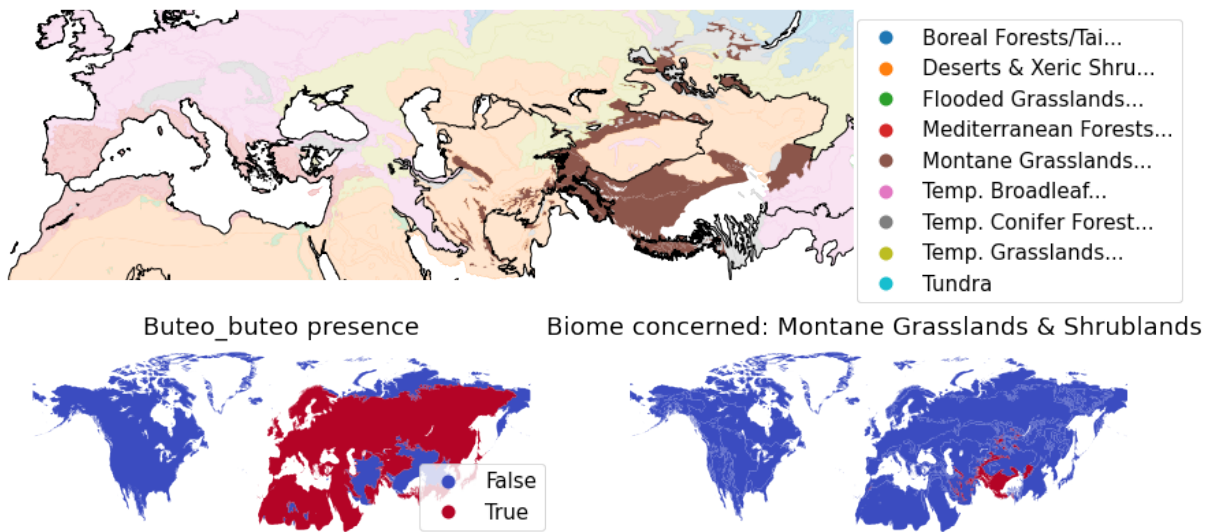 Boreal Forests/Tai...
Deserts & Xeric Shru...
Flooded Grasslands...
Mediterranean Forests...
Montane Grasslands...
Temp. Broadleaf...
Temp. Conifer Forest...
Temp. Grasslands...
Tundra
Buteo_buteo presence
Biome concerned: Montane Grasslands & Shrublands
False
True